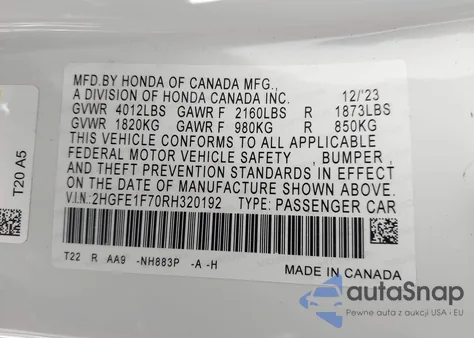 MFD.BY HONDA OF CANADA MFG.,
A DIVISION OF HONDA CANADA INC. 12/'23
GVWR 4012LBS GAWR F 2160LBS R 1873LBS
GVWR 1820KG GAWR F 980KG R 850KG
THIS VEHICLE CONFORMS TO ALL APPLICABLE
FEDERAL MOTOR VEHICLE SAFETY , BUMPER ,
AND THEFT PREVENTION STANDARDS IN EFFECT
ON THE DATE OF MANUFACTURE SHOWN ABOVE.
V.I.N.:2HGFE1F70RH320192 TYPE: PASSENGER CAR
T22 R AA9 -NH883P -A -H
MADE IN CANADA
T20 A5
autoSnap
Pewne auta z aukcji USA i EU